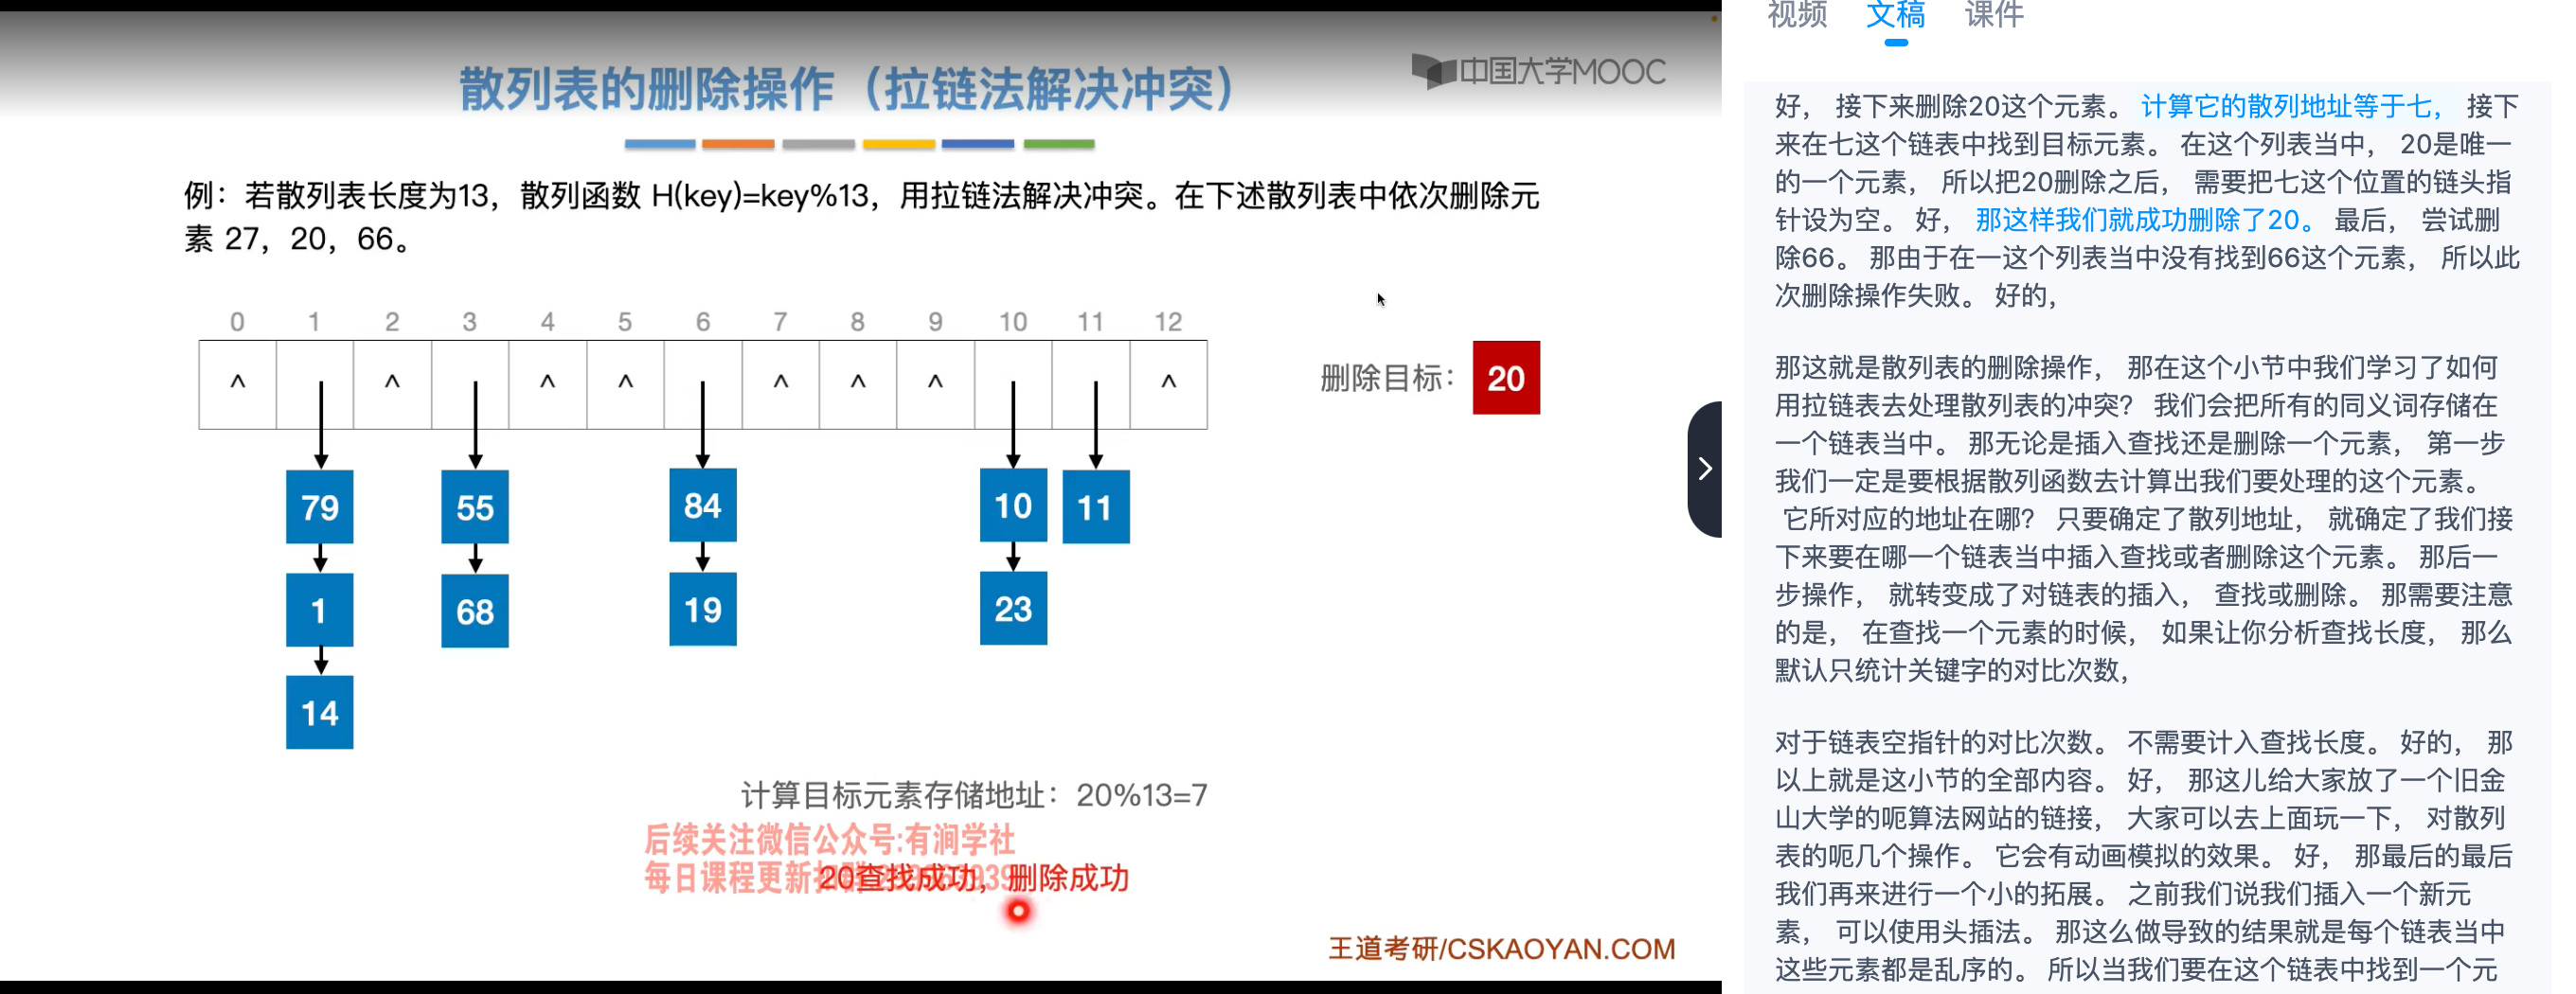 散列表的删除操作（拉链法解决冲突）
中国大学MOOC
例：若散列表长度为13，散列函数 H(key)=key%13，用拉链法解决冲突。在下述散列表中依次删除元
素 27，20，66。
0 1 2 3 4 5 6 7 8 9 10 11 12
^ ^ ^ ^ ^ ^ ^ ^
删除目标： 20
79 55 84 10 11
1 68 19 23
14
计算目标元素存储地址：20%13=7
后续关注微信公众号:有涧学社
每日课程更新
20查找成功，删除成功
王道考研/CSKAOYAN.COM
视频 文稿 课件
好， 接下来删除20这个元素。 计算它的散列地址等于七， 接下
来在七这个链表中找到目标元素。 在这个列表当中， 20是唯一
的一个元素， 所以把20删除之后， 需要把七这个位置的链头指
针设为空。 好， 那这样我们就成功删除了20。 最后， 尝试删
除66。 那由于在一这个列表当中没有找到66这个元素， 所以此
次删除操作失败。 好的，
那这就是散列表的删除操作， 那在这个小节中我们学习了如何
用拉链表去处理散列表的冲突？ 我们会把所有的同义词存储在
一个链表当中。 那无论是插入查找还是删除一个元素， 第一步
我们一定是要根据散列函数去计算出我们要处理的这个元素。
它所对应的地址在哪？ 只要确定了散列地址， 就确定了我们接
下来要在哪一个链表当中插入查找或者删除这个元素。 那后一
步操作， 就转变成了对链表的插入， 查找或删除。 那需要注意
的是， 在查找一个元素的时候， 如果让你分析查找长度， 那么
默认只统计关键字的对比次数，
对于链表空指针的对比次数。 不需要计入查找长度。 好的， 那
以上就是这小节的全部内容。 好， 那这儿给大家放了一个旧金
山大学的呃算法网站的链接， 大家可以去上面玩一下， 对散列
表的呃几个操作。 它会有动画模拟的效果。 好， 那最后的最后
我们再来进行一个小的拓展。 之前我们说我们插入一个新元
素， 可以使用头插法。 那这么做导致的结果就是每个链表当中
这些元素都是乱序的。 所以当我们要在这个链表中找到一个元